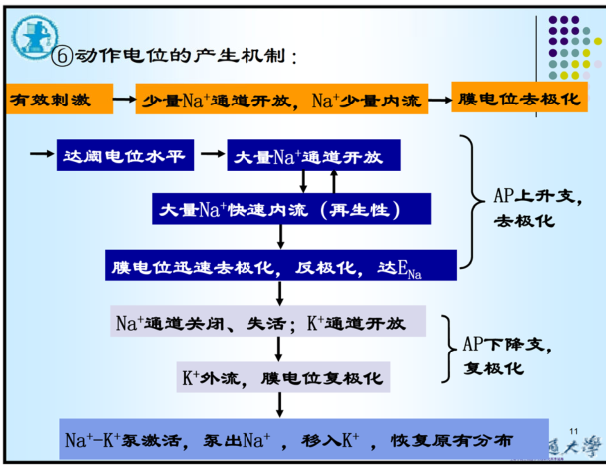 ⑥动作电位的产生机制：
有效刺激
少量Na⁺通道开放，Na⁺少量内流
膜电位去极化
达阈电位水平
大量Na⁺通道开放
大量Na⁺快速内流（再生性）
膜电位迅速去极化，反极化，达E_Na
AP上升支，
去极化
Na⁺通道关闭、失活；K⁺通道开放
K⁺外流，膜电位复极化
AP下降支，
复极化
Na⁺-K⁺泵激活，泵出Na⁺ ，移入K⁺ ，恢复原有分布
11
大学